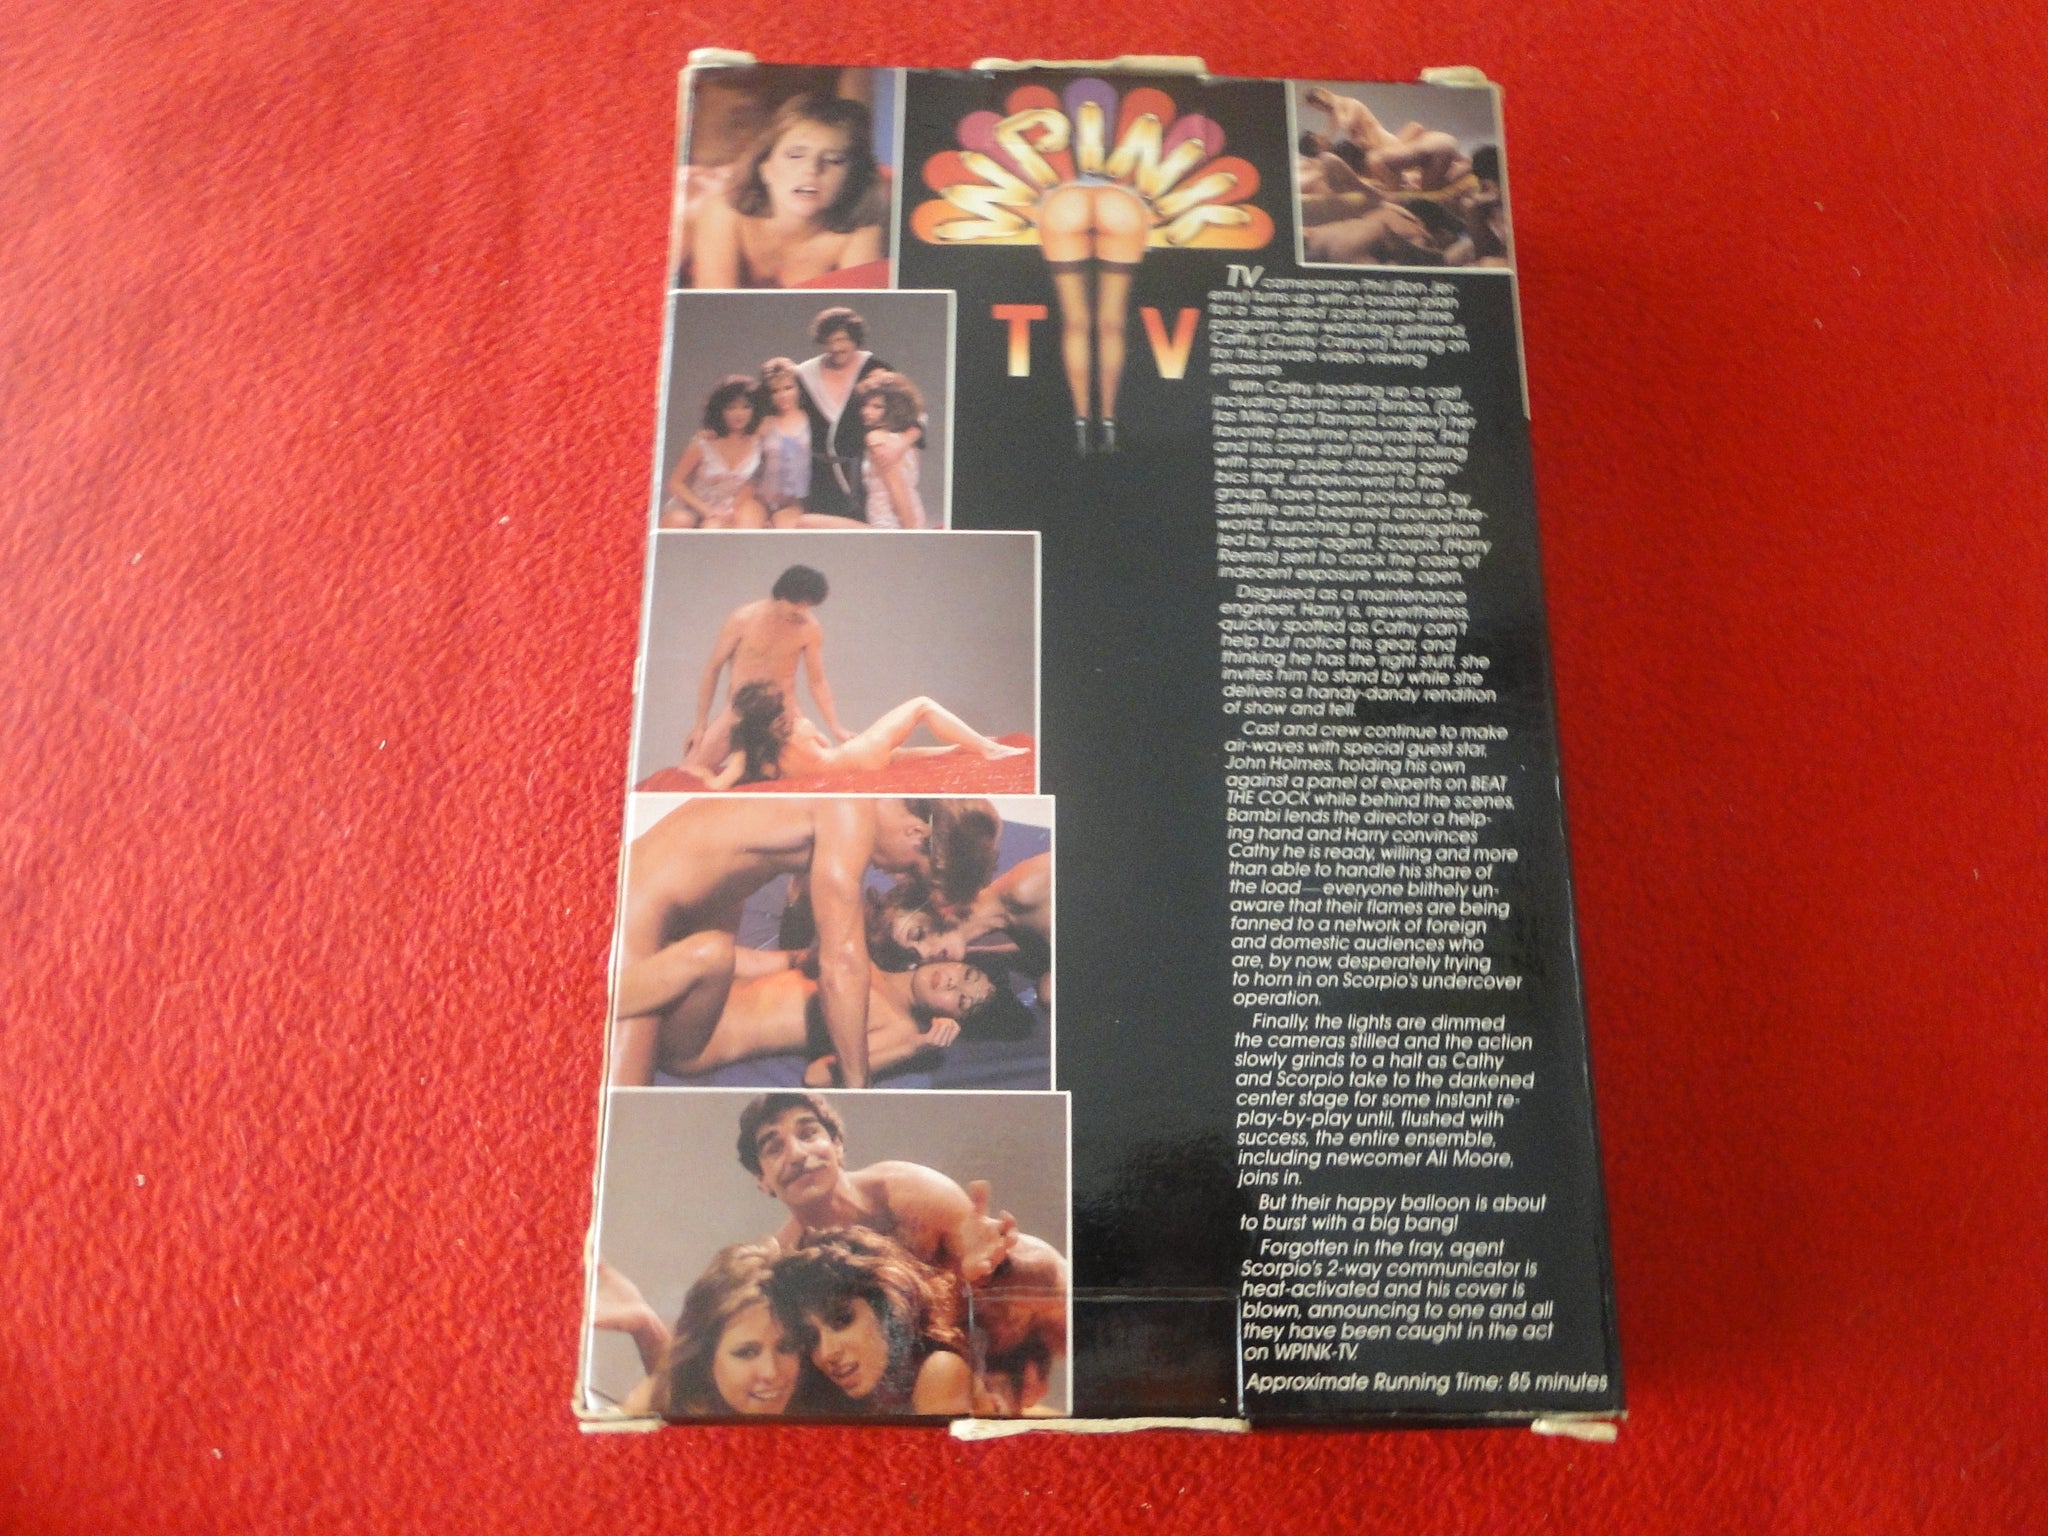 WPINK
TV
TV cameraman Phil (Ron Jer-
emy) turns up with a brazen plan
for a 'sex-rated' past prime-time
program after watching girlfriend,
Cathy (Christy Canyon) turning on
for his private video viewing
pleasure.
With Cathy heading up a cast
including Bambi and Bimbo, (Dal-
las Miko and Tamara Longley) her
favorite playtime playmates, Phil
and his crew start the ball rolling
with some pulse stopping aero-
bics that, unbeknownst to the
group, have been picked up by
satellite and beamed around-the-
world; launching an investigation
led by super-agent, Scorpio (Harry
Reems) sent to crack the case of
indecent exposure wide open.
Disguised as a maintenance
engineer, Harry is, nevertheless,
quickly spotted as Cathy can't
help but notice his gear, and
thinking he has the right stuff, she
invites him to stand by while she
delivers a handy-dandy rendition
of show and tell.
Cast and crew continue to make
air-waves with special guest star,
John Holmes, holding his own
against a panel of experts on BEAT
THE COCK while behind the scenes,
Bambi lends the director a help-
ing hand and Harry convinces
Cathy he is ready, willing and more
than able to handle his share of
the load—everyone blithely un-
aware that their flames are being
fanned to a network of foreign
and domestic audiences who
are, by now, desperately trying
to horn in on Scorpio's undercover
operation.
Finally, the lights are dimmed
the cameras stilled and the action
slowly grinds to a halt as Cathy
and Scorpio take to the darkened
center stage for some instant re-
play-by-play until, flushed with
success, the entire ensemble,
including newcomer Ali Moore,
joins in.
But their happy balloon is about
to burst with a big bang!
Forgotten in the fray, agent
Scorpio's 2-way communicator is
heat-activated and his cover is
blown, announcing to one and all
they have been caught in the act
on WPINK-TV.
Approximate Running Time: 85 minutes